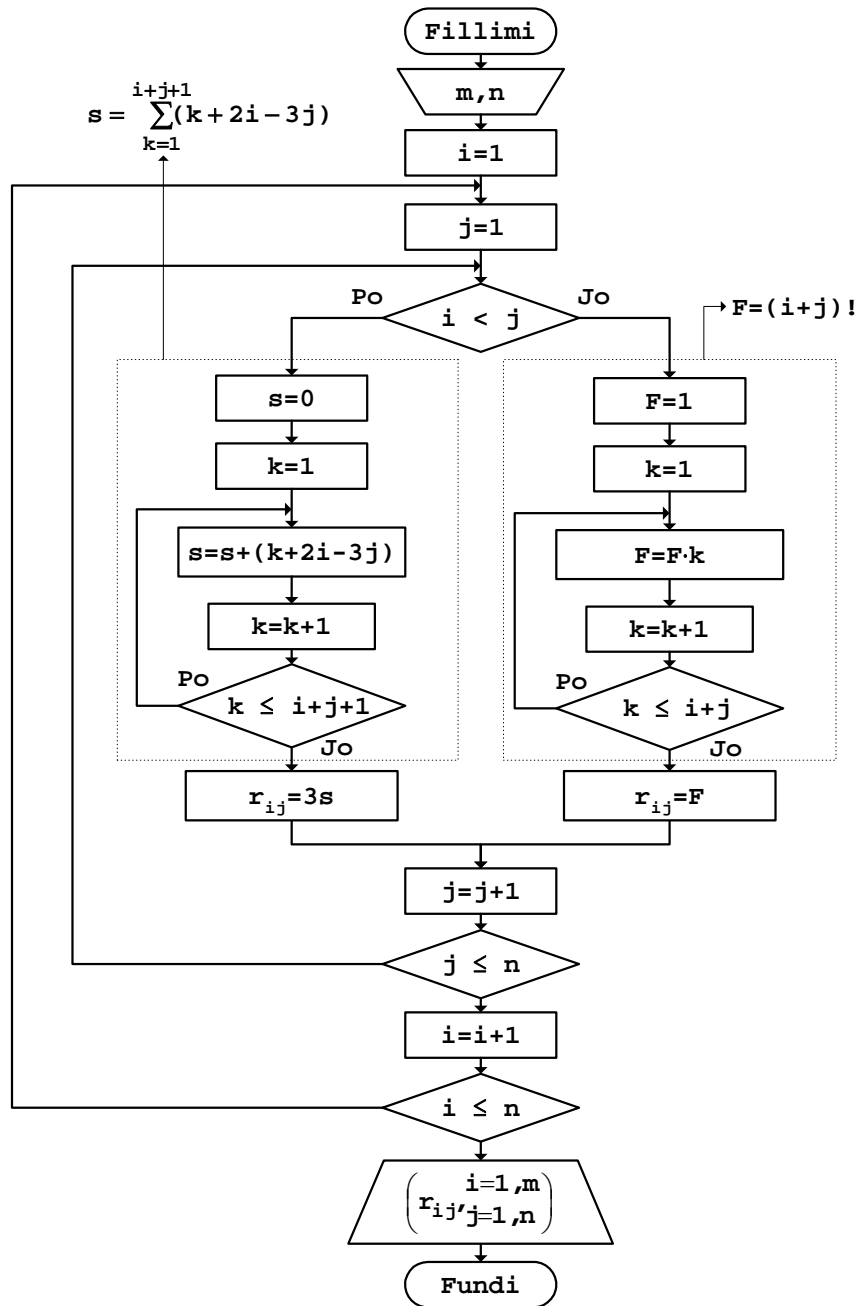 Fillimi
m,n
i+j+1
s = ∑(k + 2i − 3j)
k=1
i=1
j=1
Po
Jo
i < j
F=(i+j)!
s=0
F=1
k=1
k=1
s=s+(k+2i-3j)
F=F·k
k=k+1
k=k+1
Po
k ≤ i+j+1
Jo
Po
k ≤ i+j
Jo
rij=3s
rij=F
j=j+1
j ≤ n
i=i+1
i ≤ n
i=1,m
rij,
j=1,n
Fundi